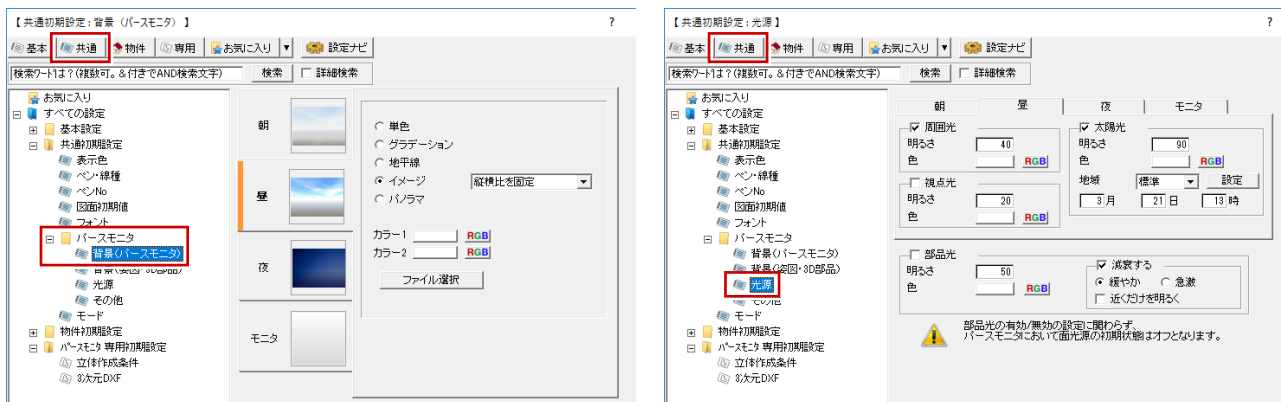 【共通初期設定：背景（パースモニタ）】 ?
基本 共通 物件 専用 お気に入り ▼ 設定ナビ
検索ワードは？(複数可。&付きでAND検索文字) 検索 詳細検索
お気に入り
すべての設定
基本設定
共通初期設定
表示色
ペン・線種
ペンNo
図面初期値
フォント
パースモニタ
背景(パースモニタ)
背景(姿図・3D部品)
光源
その他
モード
物件初期設定
パースモニタ 専用初期設定
立体作成条件
3次元DXF
朝
昼
夜
モニタ
単色
グラデーション
地平線
イメージ 縦横比を固定
パノラマ
カラー1 RGB
カラー2 RGB
ファイル選択
【共通初期設定：光源】 ?
基本 共通 物件 専用 お気に入り ▼ 設定ナビ
検索ワードは？(複数可。&付きでAND検索文字) 検索 詳細検索
お気に入り
すべての設定
基本設定
共通初期設定
表示色
ペン・線種
ペンNo
図面初期値
フォント
パースモニタ
背景(パースモニタ)
背景(姿図・3D部品)
光源
その他
モード
物件初期設定
パースモニタ 専用初期設定
立体作成条件
3次元DXF
朝 昼 夜 モニタ
周囲光
明るさ 40
色 RGB
視点光
明るさ 20
色 RGB
太陽光
明るさ 90
色 RGB
地域 標準 設定
3 月 21 日 13 時
部品光
明るさ 50
色 RGB
減衰する
緩やか 急激
近くだけを明るく
部品光の有効/無効の設定に関わらず、
パースモニタにおいて面光源の初期状態はオフとなります。